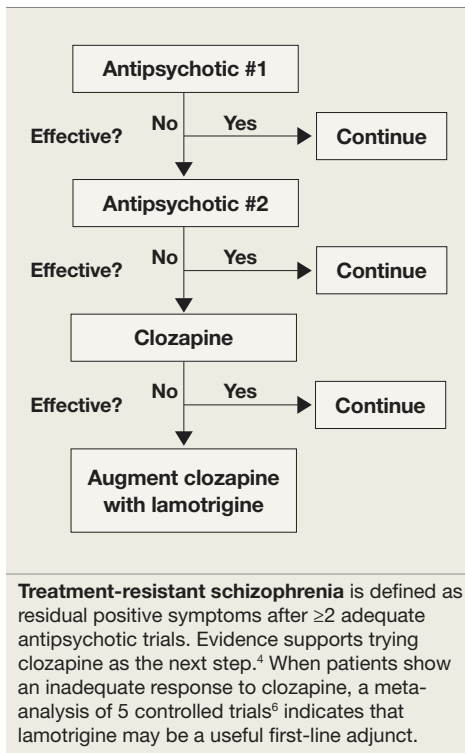 Antipsychotic #1
No Yes
Effective?
Continue
Antipsychotic #2
No Yes
Effective?
Continue
Clozapine
No Yes
Effective?
Continue
Augment clozapine
with lamotrigine
Treatment-resistant schizophrenia is defined as
residual positive symptoms after ≥2 adequate
antipsychotic trials. Evidence supports trying
clozapine as the next step.⁴ When patients show
an inadequate response to clozapine, a meta-
analysis of 5 controlled trials⁶ indicates that
lamotrigine may be a useful first-line adjunct.